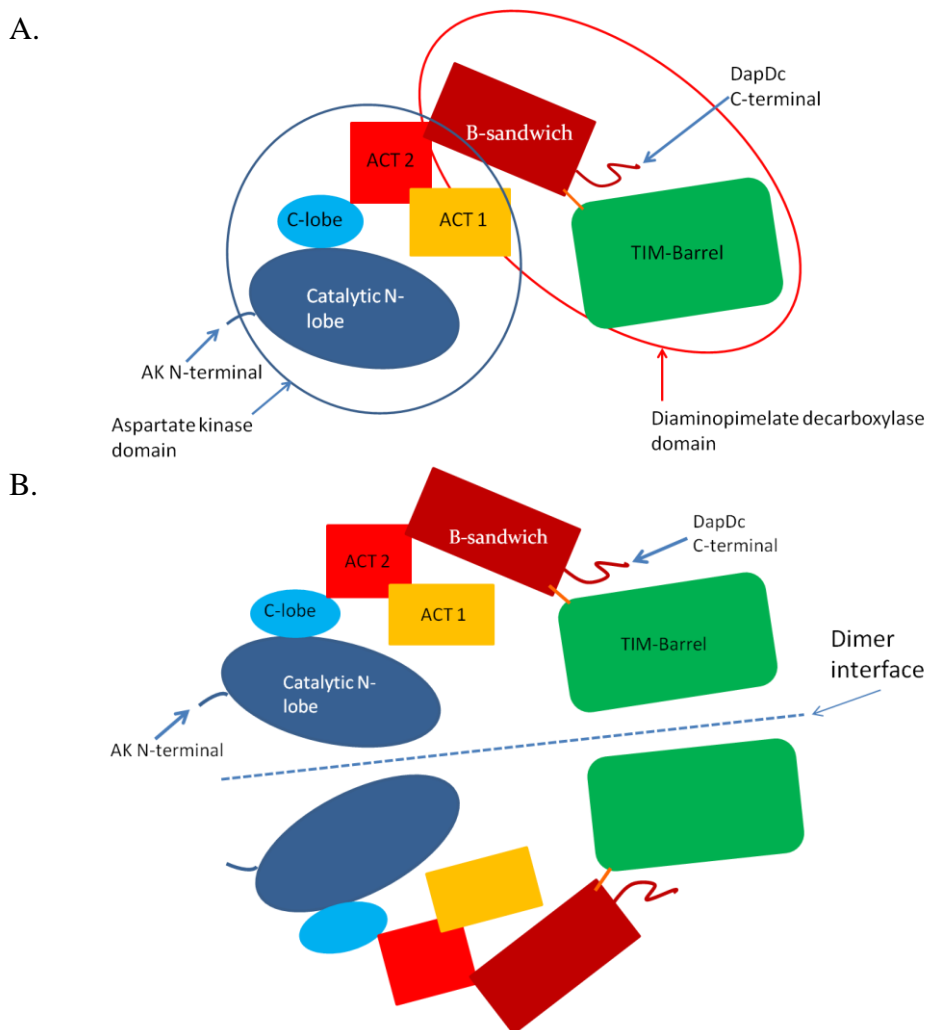 A.
DapDc
C-terminal
B-sandwich
ACT 2
C-lobe
ACT 1
TIM-Barrel
Catalytic N-
lobe
AK N-terminal
Aspartate kinase
domain
Diaminopimelate decarboxylase
domain
B.
DapDc
C-terminal
B-sandwich
ACT 2
C-lobe
ACT 1
TIM-Barrel
Dimer
interface
Catalytic N-
lobe
AK N-terminal